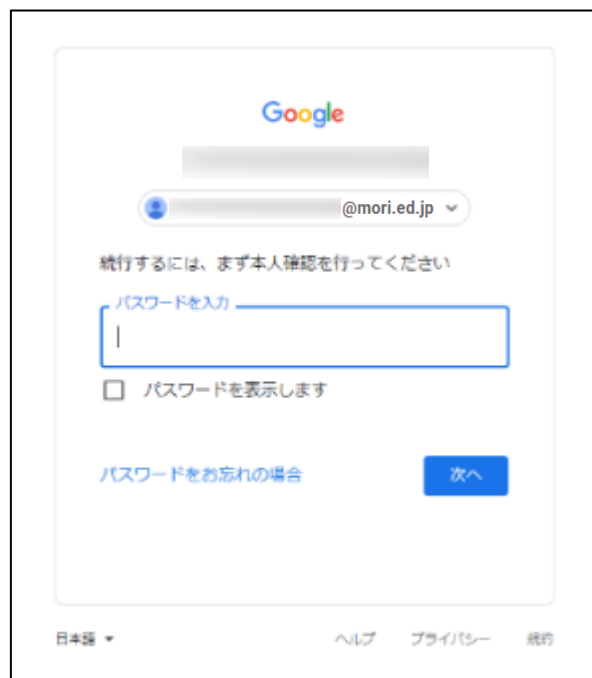 Google
@mori.ed.jp
続行するには、まず本人確認を行ってください
パスワードを入力
パスワードを表示します
パスワードをお忘れの場合 次へ
日本語 ヘルプ プライバシー 規約